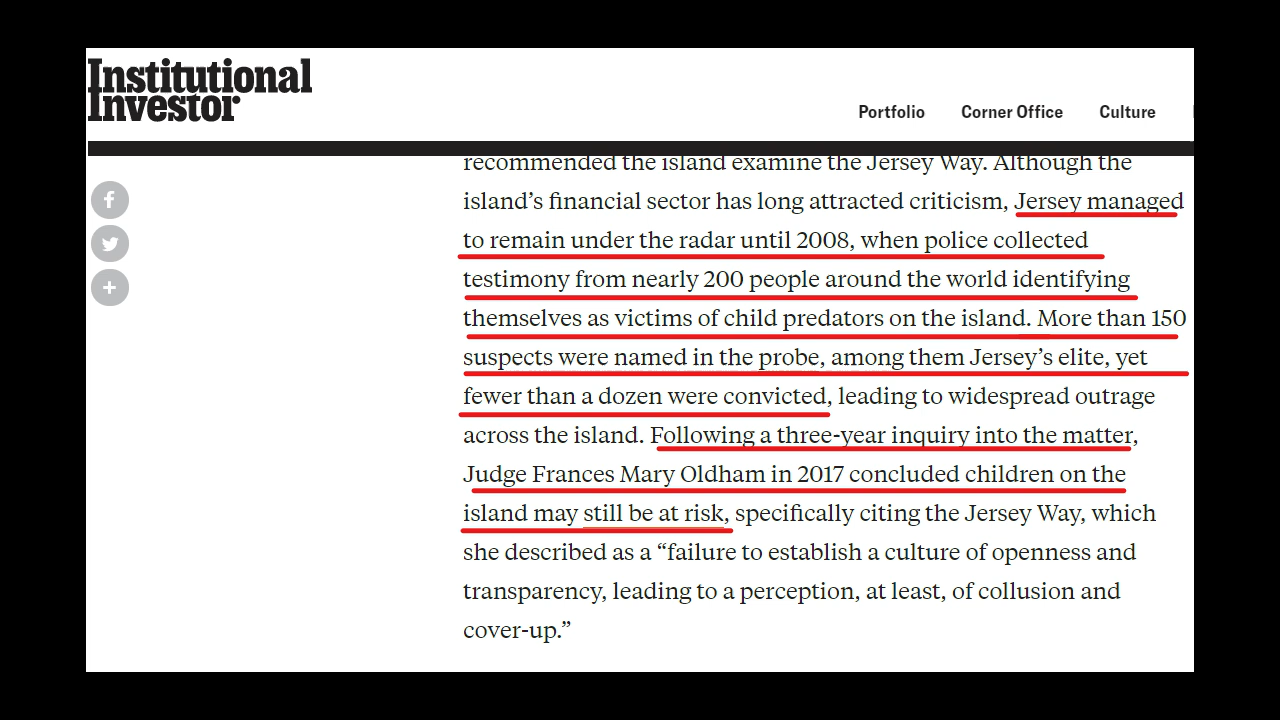 Institutional
Investor
Portfolio Corner Office Culture
recommended the island examine the Jersey Way. Although the
island’s financial sector has long attracted criticism, Jersey managed
to remain under the radar until 2008, when police collected
testimony from nearly 200 people around the world identifying
themselves as victims of child predators on the island. More than 150
suspects were named in the probe, among them Jersey’s elite, yet
fewer than a dozen were convicted, leading to widespread outrage
across the island. Following a three-year inquiry into the matter,
Judge Frances Mary Oldham in 2017 concluded children on the
island may still be at risk, specifically citing the Jersey Way, which
she described as a “failure to establish a culture of openness and
transparency, leading to a perception, at least, of collusion and
cover-up.”